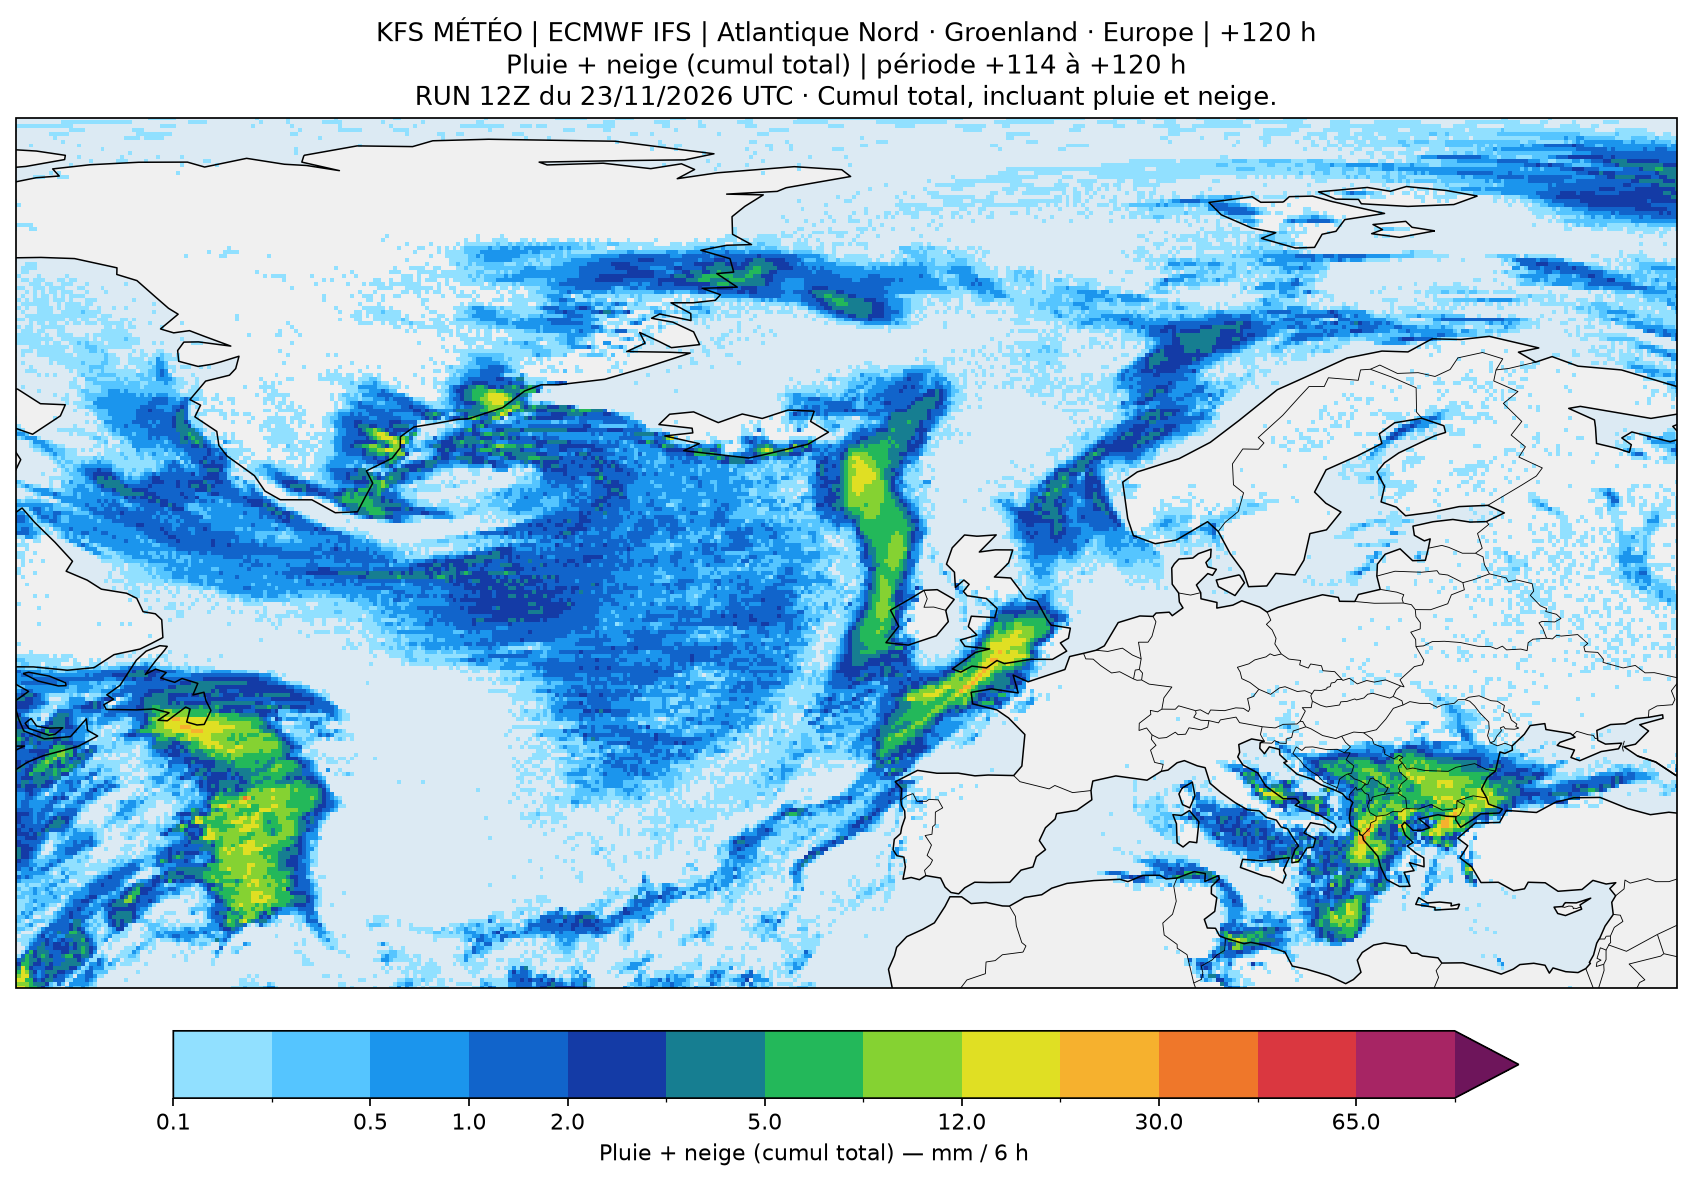 KFS MÉTÉO | ECMWF IFS | Atlantique Nord · Groenland · Europe | +120 h
Pluie + neige (cumul total) | période +114 à +120 h
RUN 12Z du 23/11/2026 UTC · Cumul total, incluant pluie et neige.
0.1 0.5 1.0 2.0 5.0 12.0 30.0 65.0
Pluie + neige (cumul total) — mm / 6 h